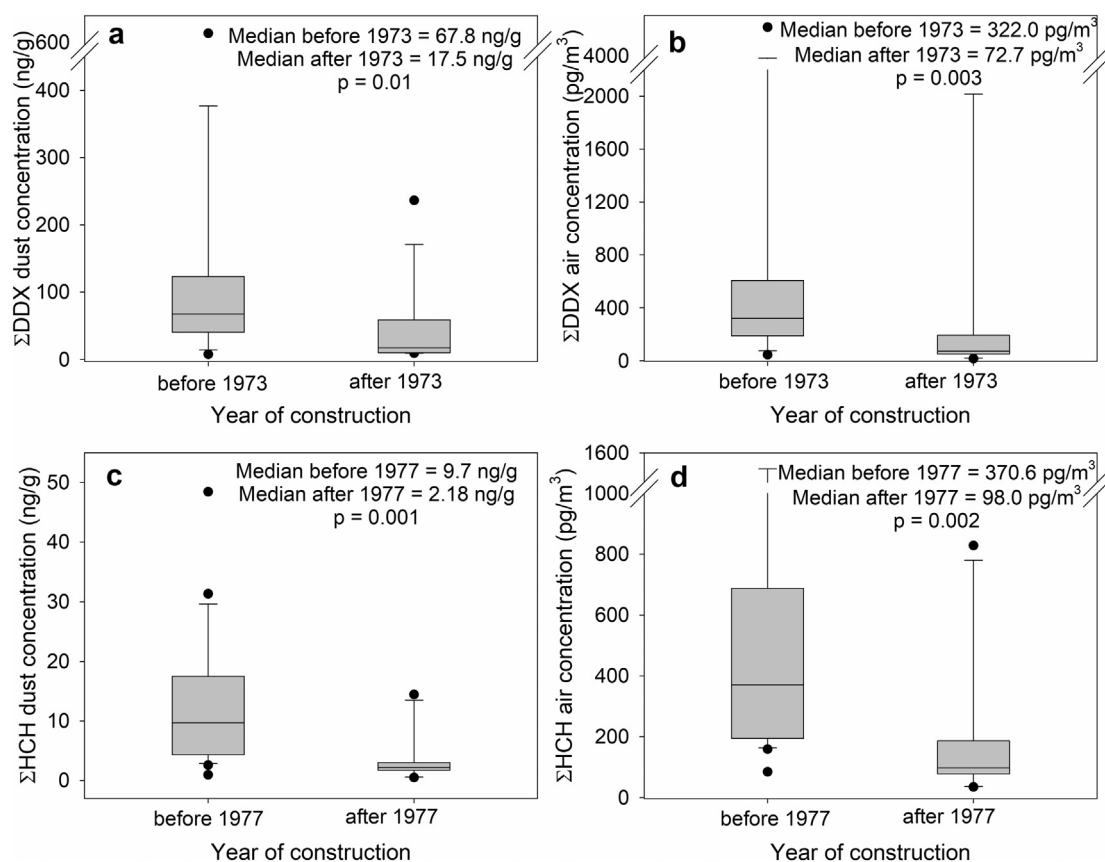 a
Median before 1973 = 67.8 ng/g
Median after 1973 = 17.5 ng/g
p = 0.01
ΣDDX dust concentration (ng/g)
600
400
300
200
100
0
before 1973
after 1973
Year of construction
b
Median before 1973 = 322.0 pg/m³
Median after 1973 = 72.7 pg/m³
p = 0.003
ΣDDX air concentration (pg/m³)
4000
2000
1600
1200
800
400
0
before 1973
after 1973
Year of construction
c
Median before 1977 = 9.7 ng/g
Median after 1977 = 2.18 ng/g
p = 0.001
ΣHCH dust concentration (ng/g)
50
40
30
20
10
0
before 1977
after 1977
Year of construction
d
Median before 1977 = 370.6 pg/m³
Median after 1977 = 98.0 pg/m³
p = 0.002
ΣHCH air concentration (pg/m³)
1600
1000
800
600
400
200
0
before 1977
after 1977
Year of construction